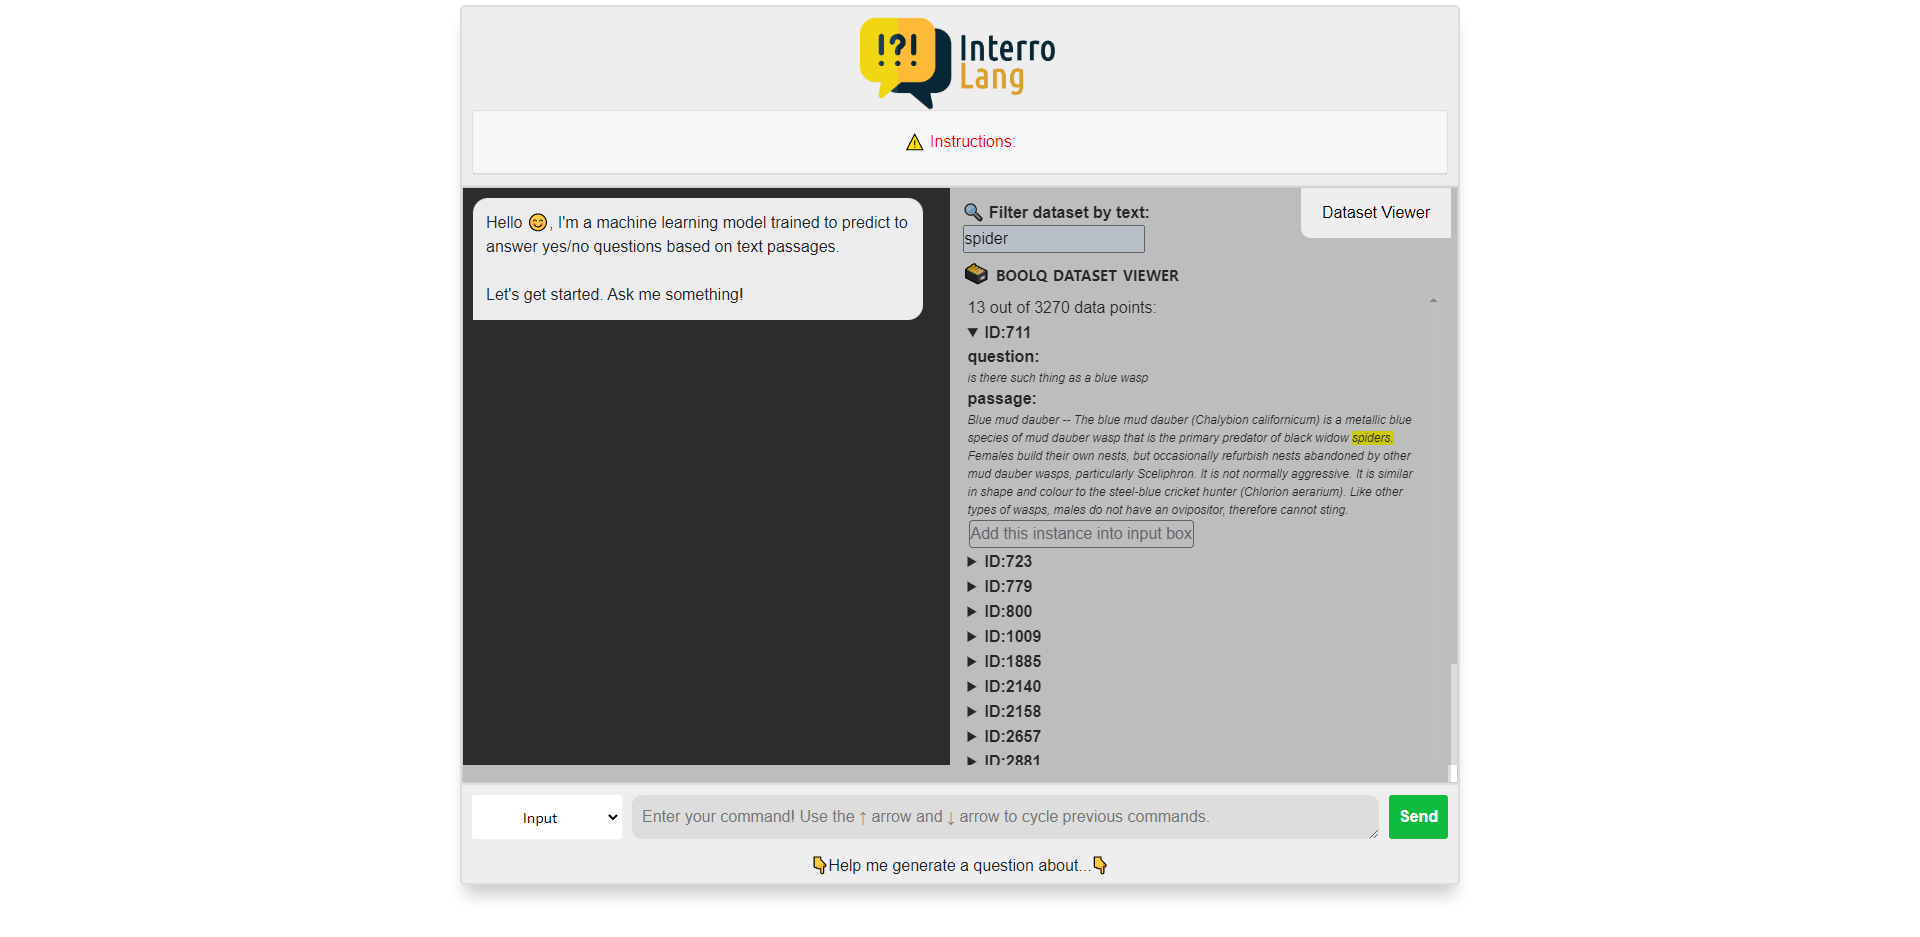 !?!
Interro
Lang
⚠ Instructions:
Hello 😊, I'm a machine learning model trained to predict to
answer yes/no questions based on text passages.
Let's get started. Ask me something!
🔍 Filter dataset by text:
Dataset Viewer
spider
BOOLQ DATASET VIEWER
13 out of 3270 data points:
▼ ID:711
question:
is there such thing as a blue wasp
passage:
Blue mud dauber -- The blue mud dauber (Chalybion californicum) is a metallic blue
species of mud dauber wasp that is the primary predator of black widow spiders.
Females build their own nests, but occasionally refurbish nests abandoned by other
mud dauber wasps, particularly Sceliphron. It is not normally aggressive. It is similar
in shape and colour to the steel-blue cricket hunter (Chlorion aerarium). Like other
types of wasps, males do not have an ovipositor, therefore cannot sting.
Add this instance into input box
▶ ID:723
▶ ID:779
▶ ID:800
▶ ID:1009
▶ ID:1885
▶ ID:2140
▶ ID:2158
▶ ID:2657
▶ ID:2881
Input
Enter your command! Use the ↑ arrow and ↓ arrow to cycle previous commands.
Send
👇Help me generate a question about...👇